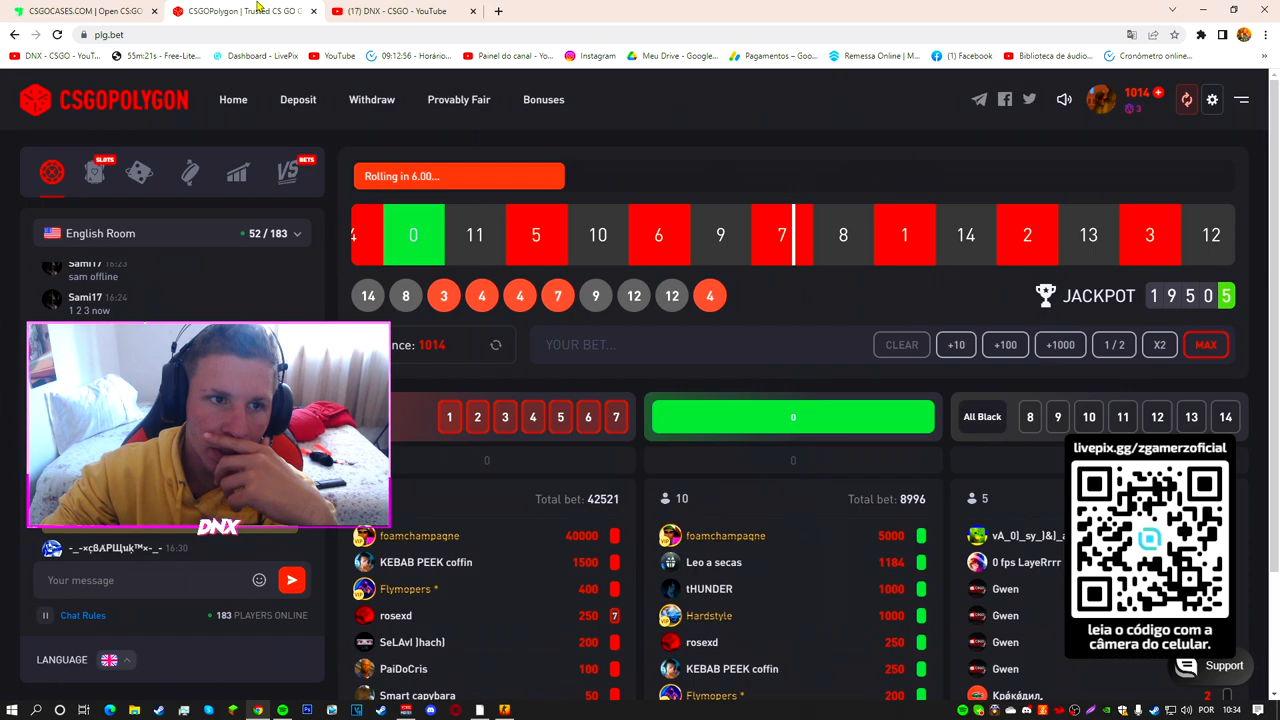 CSGOCASES.COM | Open CS:GO
CSGOPolygon | Trusted CS GO G
(17) DNX - CSGO - YouTube
plg.bet
DNX - CSGO - YouT...
55m:21s - Free-Lite...
Dashboard - LivePix
YouTube
09:12:56 - Horário...
Painel do canal - Yo...
Instagram
Meu Drive - Google...
Pagamentos – Goo...
Remessa Online | M...
(1) Facebook
Biblioteca de áudio...
Cronómetro online...
CSGOPOLYGON
Home
Deposit
Withdraw
Provably Fair
Bonuses
1014
3
SLOTS
BETS
VS
Rolling in 6.00...
4 0 11 5 10 6 9 7 8 1 14 2 13 3 12
14 8 3 4 4 7 9 12 12 4
JACKPOT 1 9 5 0 5
English Room
52 / 183
Sami17 16:23
sam offline
Sami17 16:24
1 2 3 now
nce: 1014
YOUR BET...
CLEAR
+10
+100
+1000
1 / 2
X2
MAX
1 2 3 4 5 6 7
0
All Black
8 9 10 11 12 13 14
0
0
Total bet: 42521
10
Total bet: 8996
5
foamchampagne 40000
KEBAB PEEK coffin 1500
Flymopers * 400
rosexd 250 7
SeLAvI )hach) 200
PaiDoCris 100
Smart capybara 50
foamchampagne 5000
Leo a secas 1184
tHUNDER 1000
Hardstyle 1000
rosexd 250
KEBAB PEEK coffin 250
Flymopers * 200
0 fps LayeRrrr
Gwen
Gwen
Gwen
2
DNX
16:30
Your message
Chat Rules
183 PLAYERS ONLINE
LANGUAGE
livepix.gg/zgamerzoficial
leia o código com a
câmera do celular.
Support
POR
10:34